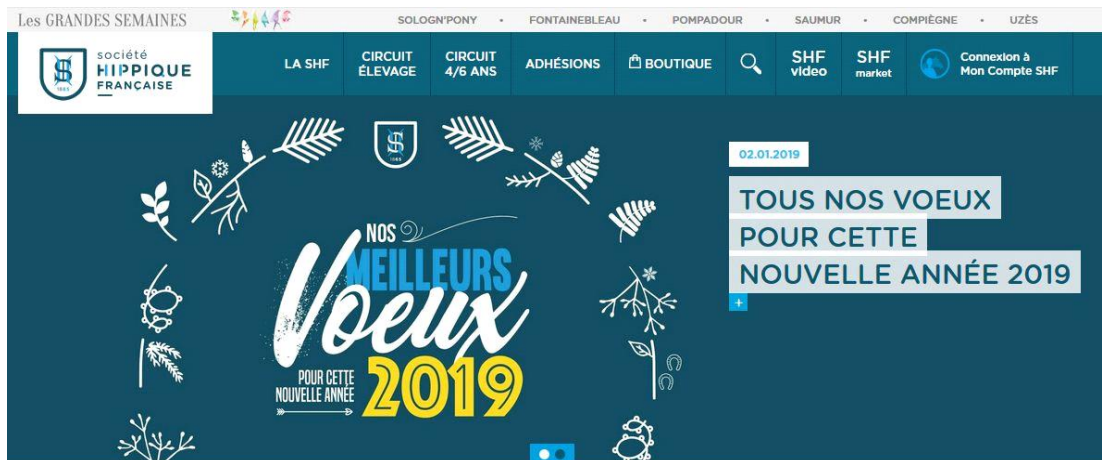 Les GRANDES SEMAINES
SOLOGN'PONY • FONTAINEBLEAU • POMPADOUR • SAUMUR • COMPIÈGNE • UZÈS
société
HIPPIQUE
FRANÇAISE
1865
LA SHF
CIRCUIT
ÉLEVAGE
CIRCUIT
4/6 ANS
ADHÉSIONS
BOUTIQUE
SHF
video
SHF
market
Connexion à
Mon Compte SHF
NOS
MEILLEURS
Voeux
POUR CETTE
NOUVELLE ANNÉE
2019
02.01.2019
TOUS NOS VOEUX
POUR CETTE
NOUVELLE ANNÉE 2019
+